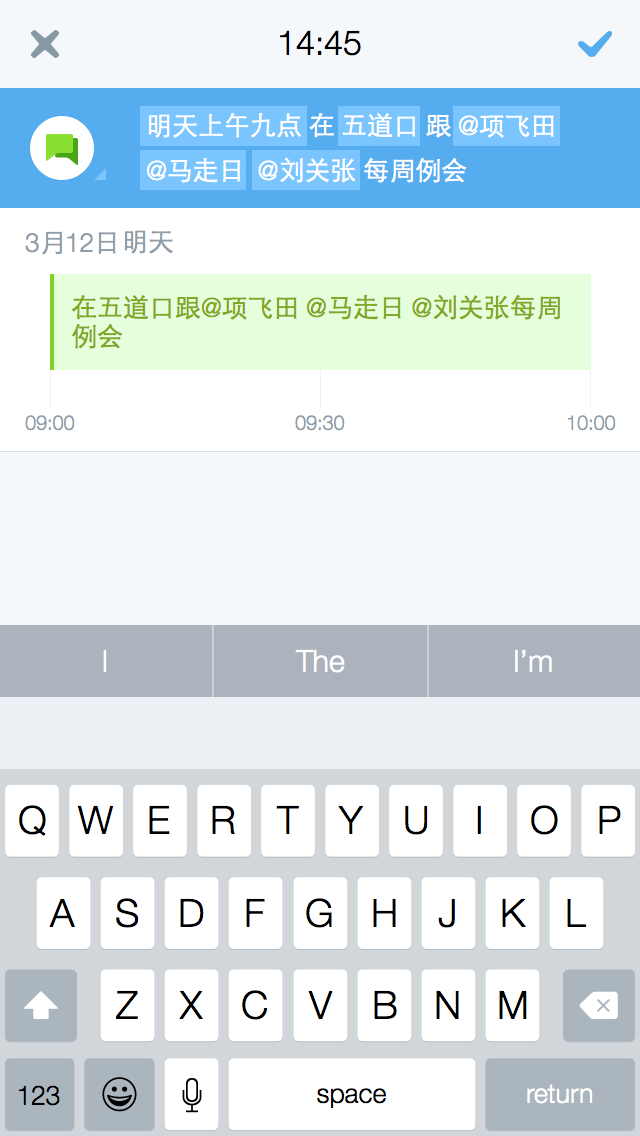 14:45
明天上午九点 在 五道口 跟 @项飞田
@马走日 @刘关张 每周例会
3月12日 明天
在五道口跟@项飞田 @马走日 @刘关张每周
例会
09:00 09:30 10:00
I The I'm
Q W E R T Y U I O P
A S D F G H J K L
Z X C V B N M
123 space return